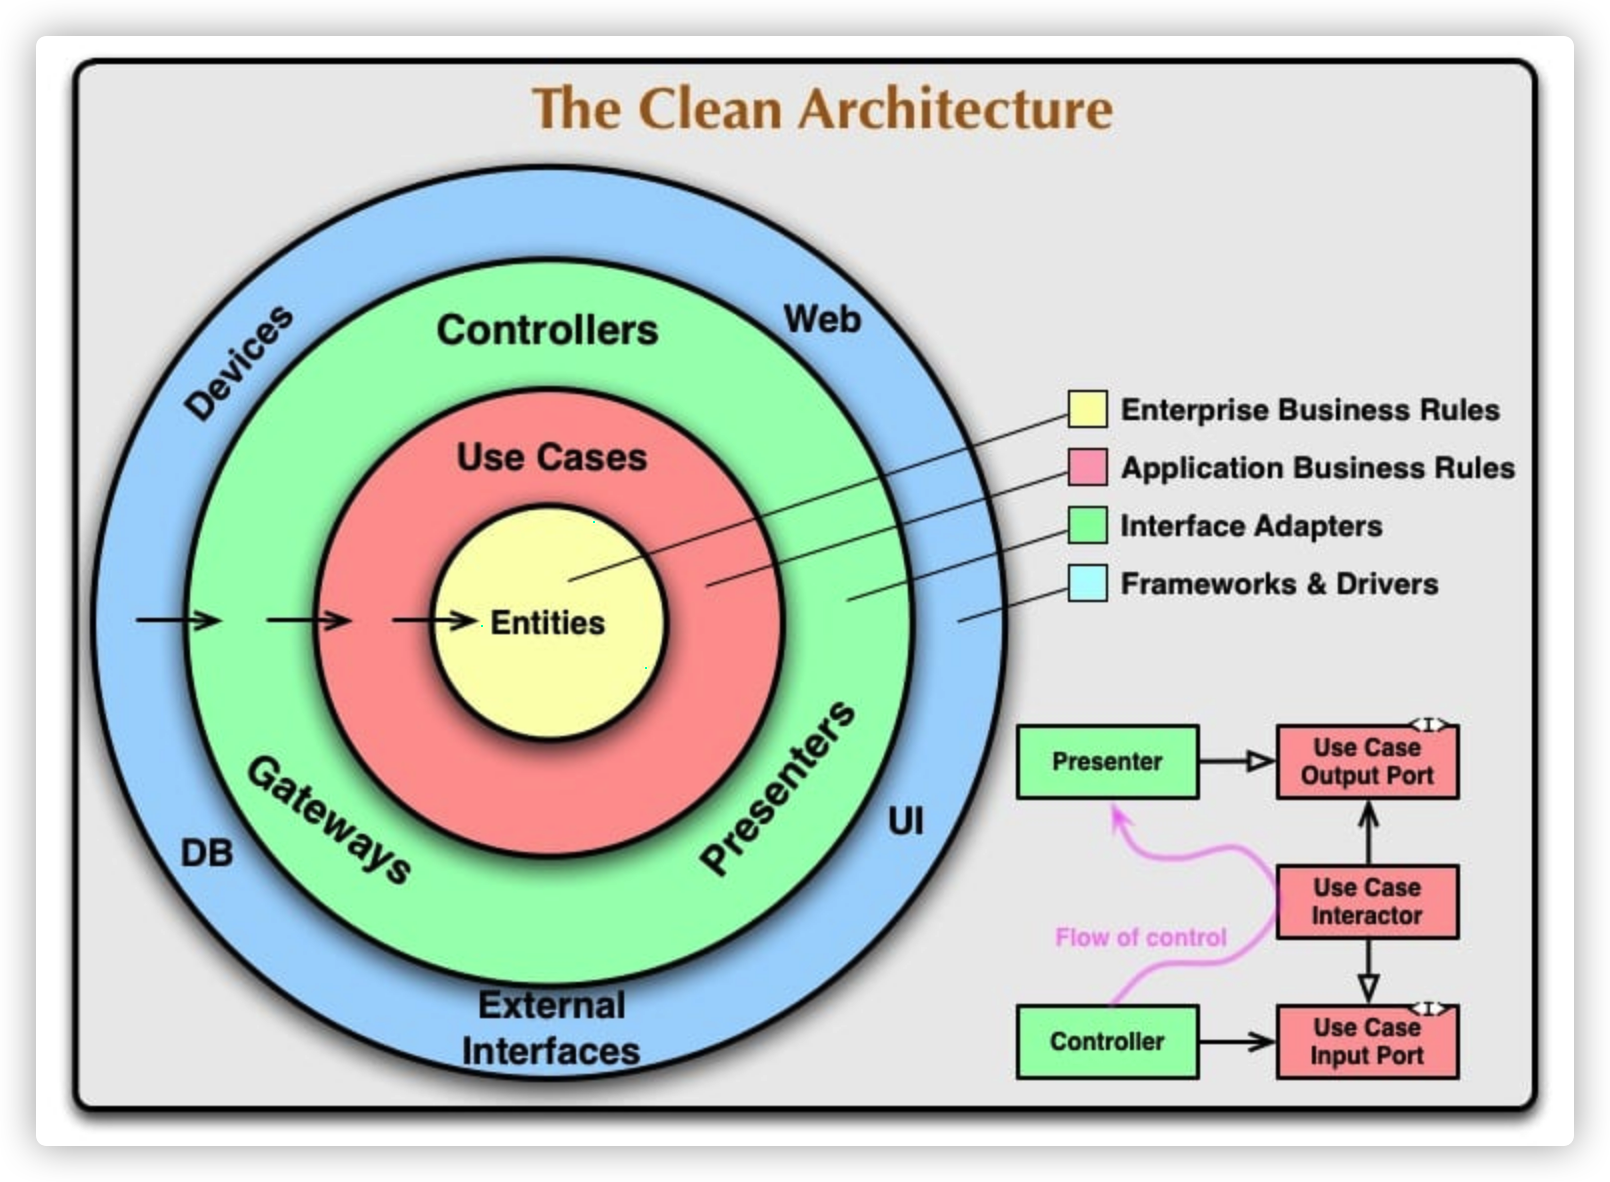 The Clean Architecture
Devices
Web
Controllers
Use Cases
Entities
Gateways
Presenters
DB
UI
External
Interfaces
Enterprise Business Rules
Application Business Rules
Interface Adapters
Frameworks & Drivers
Presenter
<I>
Use Case
Output Port
Use Case
Interactor
Flow of control
Controller
<I>
Use Case
Input Port